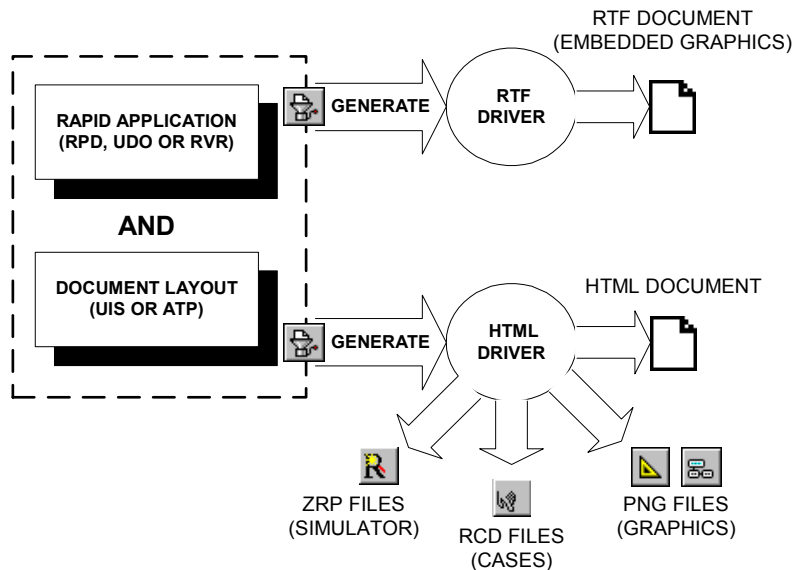 RTF DOCUMENT
(EMBEDDED GRAPHICS)
RAPID APPLICATION
(RPD, UDO OR RVR)
GENERATE
RTF
DRIVER
AND
DOCUMENT LAYOUT
(UIS OR ATP)
GENERATE
HTML
DRIVER
HTML DOCUMENT
R
ZRP FILES
(SIMULATOR)
RCD FILES
(CASES)
PNG FILES
(GRAPHICS)